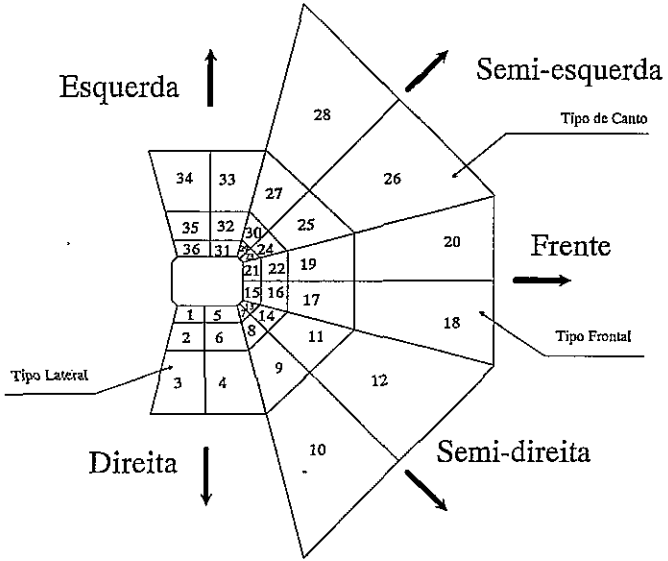 Esquerda
Semi-esquerda
Tipo de Canto
28
26
34 33
27
35 32 30 25
36 31 24
20
Frente
21 22 19
15 16 17
1 5 14
18
2 6 8 11
Tipo Frontal
Tipo Lateral
3 4 9 12
10
Direita
Semi-direita